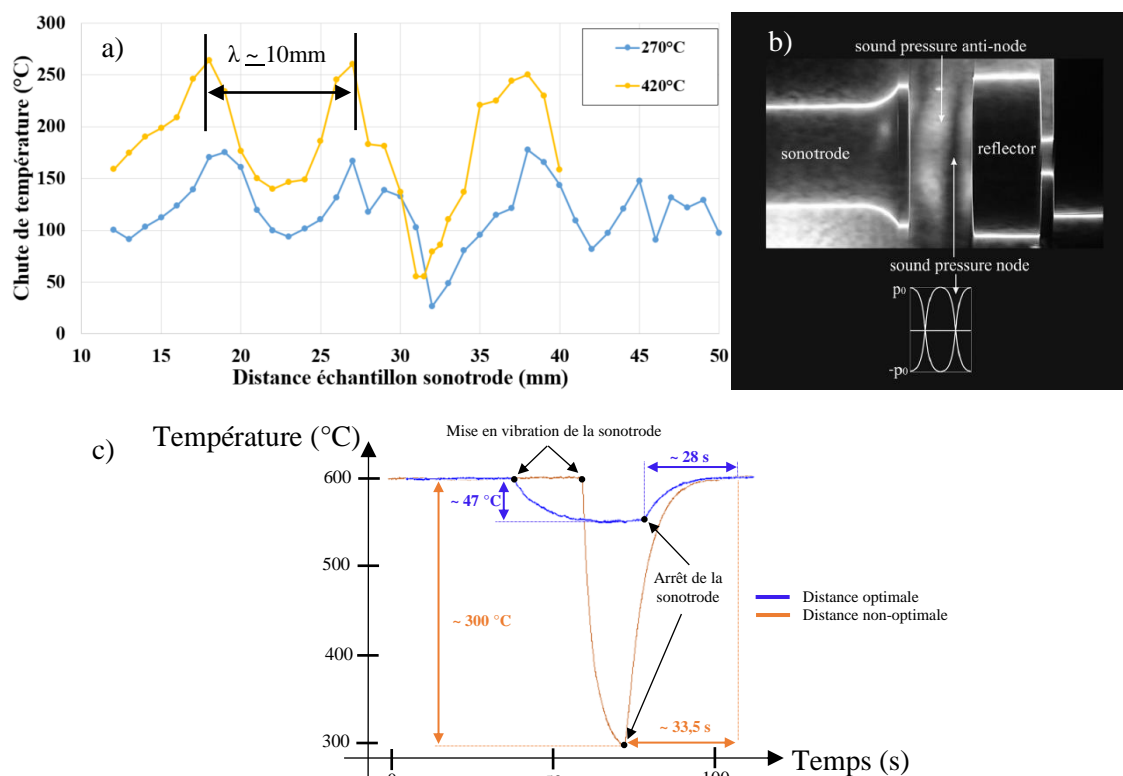 a)
300
250
200
150
100
50
0
Chute de température (°C)
λ ~ 10mm
270°C
420°C
10
15
20
25
30
35
40
45
50
Distance échantillon sonotrode (mm)
b)
sound pressure anti-node
sonotrode
reflector
sound pressure node
p₀
-p₀
c)
Température (°C)
Mise en vibration de la sonotrode
~ 28 s
600
~ 47 °C
500
Arrêt de la
sonotrode
Distance optimale
Distance non-optimale
~ 300 °C
400
~ 33,5 s
300
Temps (s)
100